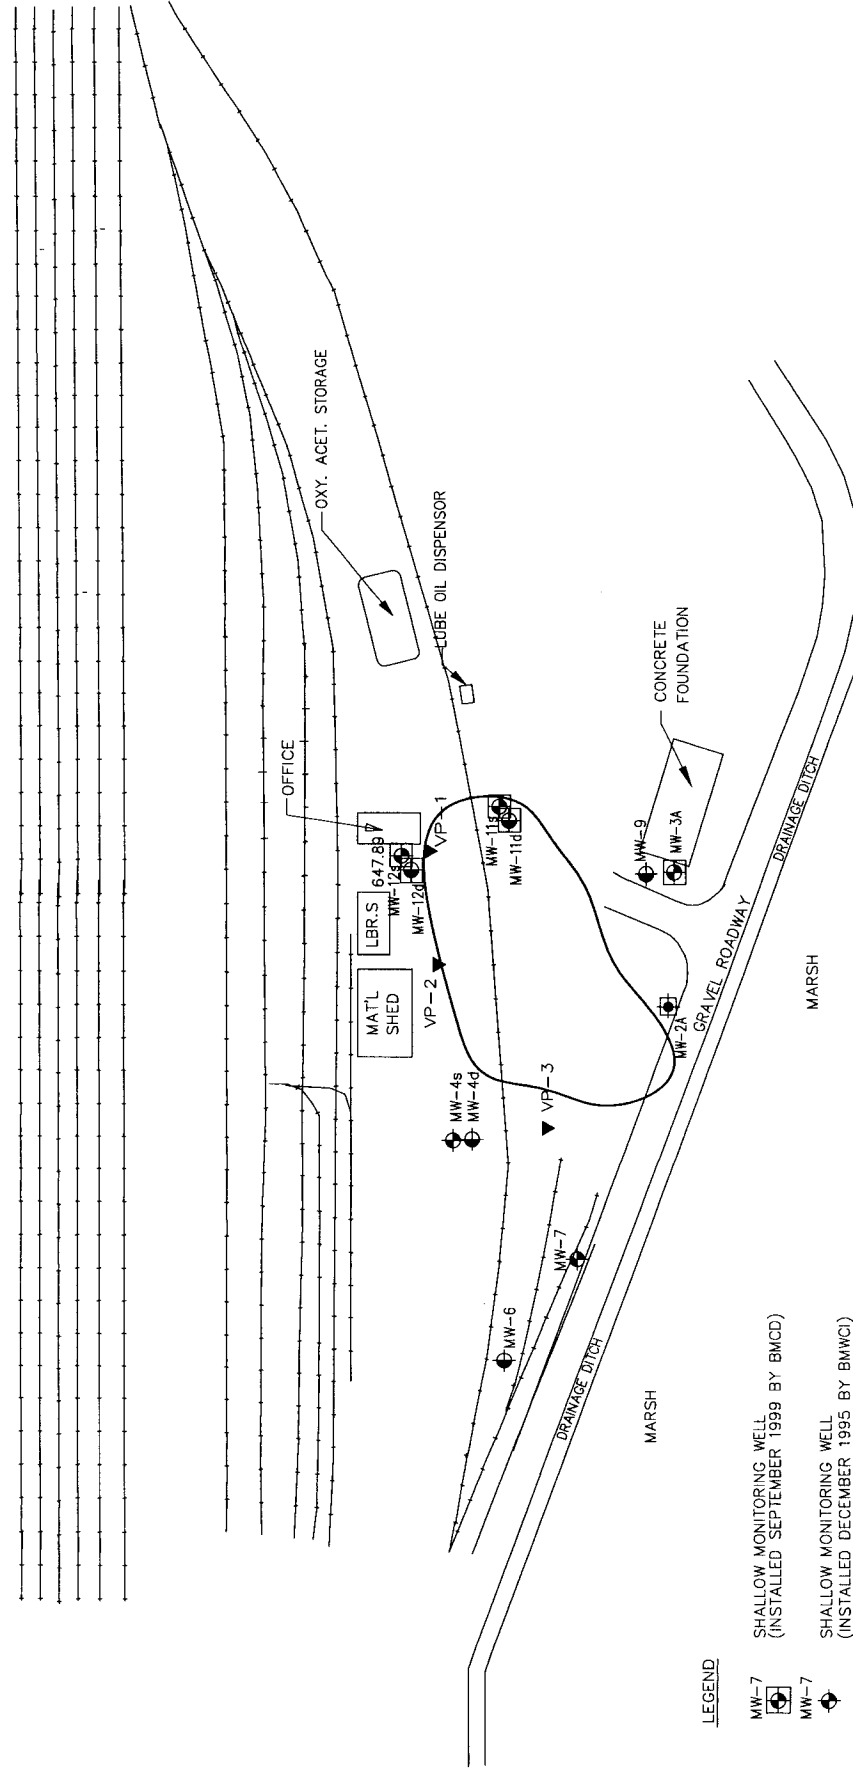 OXY. ACET. STORAGE
LUBE OIL DISPENSOR
OFFICE
CONCRETE
FOUNDATION
647.89
VP-1
MW-11s
MW-11d
MW-12s
MW-12d
LBR.S
MAT'L
SHED
VP-2
MW-9
MW-3A
DRAINAGE DITCH
GRAVEL ROADWAY
MARSH
MW-2A
MW-4s
MW-4d
VP-3
MW-7
MW-6
DRAINAGE DITCH
MARSH
LEGEND
MW-7
SHALLOW MONITORING WELL
(INSTALLED SEPTEMBER 1999 BY BMCD)
MW-7
SHALLOW MONITORING WELL
(INSTALLED DECEMBER 1995 BY BMWCI)